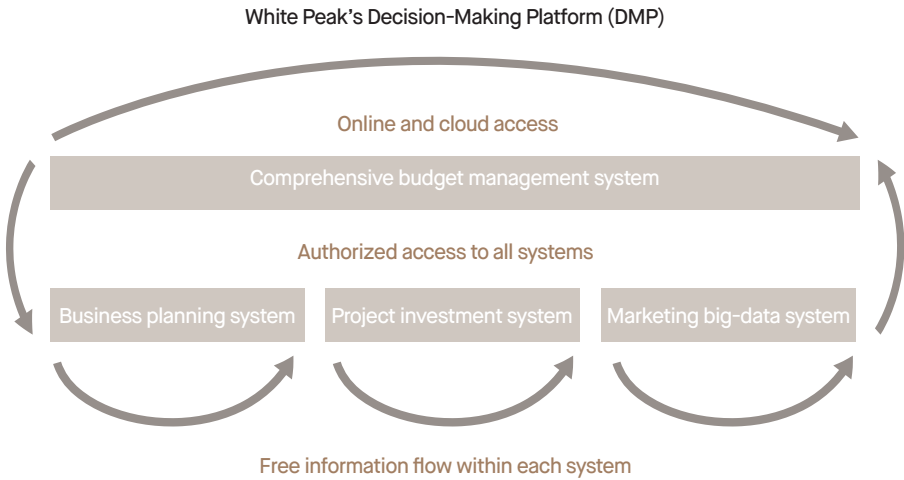 White Peak’s Decision-Making Platform (DMP)
Online and cloud access
Comprehensive budget management system
Authorized access to all systems
Business planning system
Project investment system
Marketing big-data system
Free information flow within each system